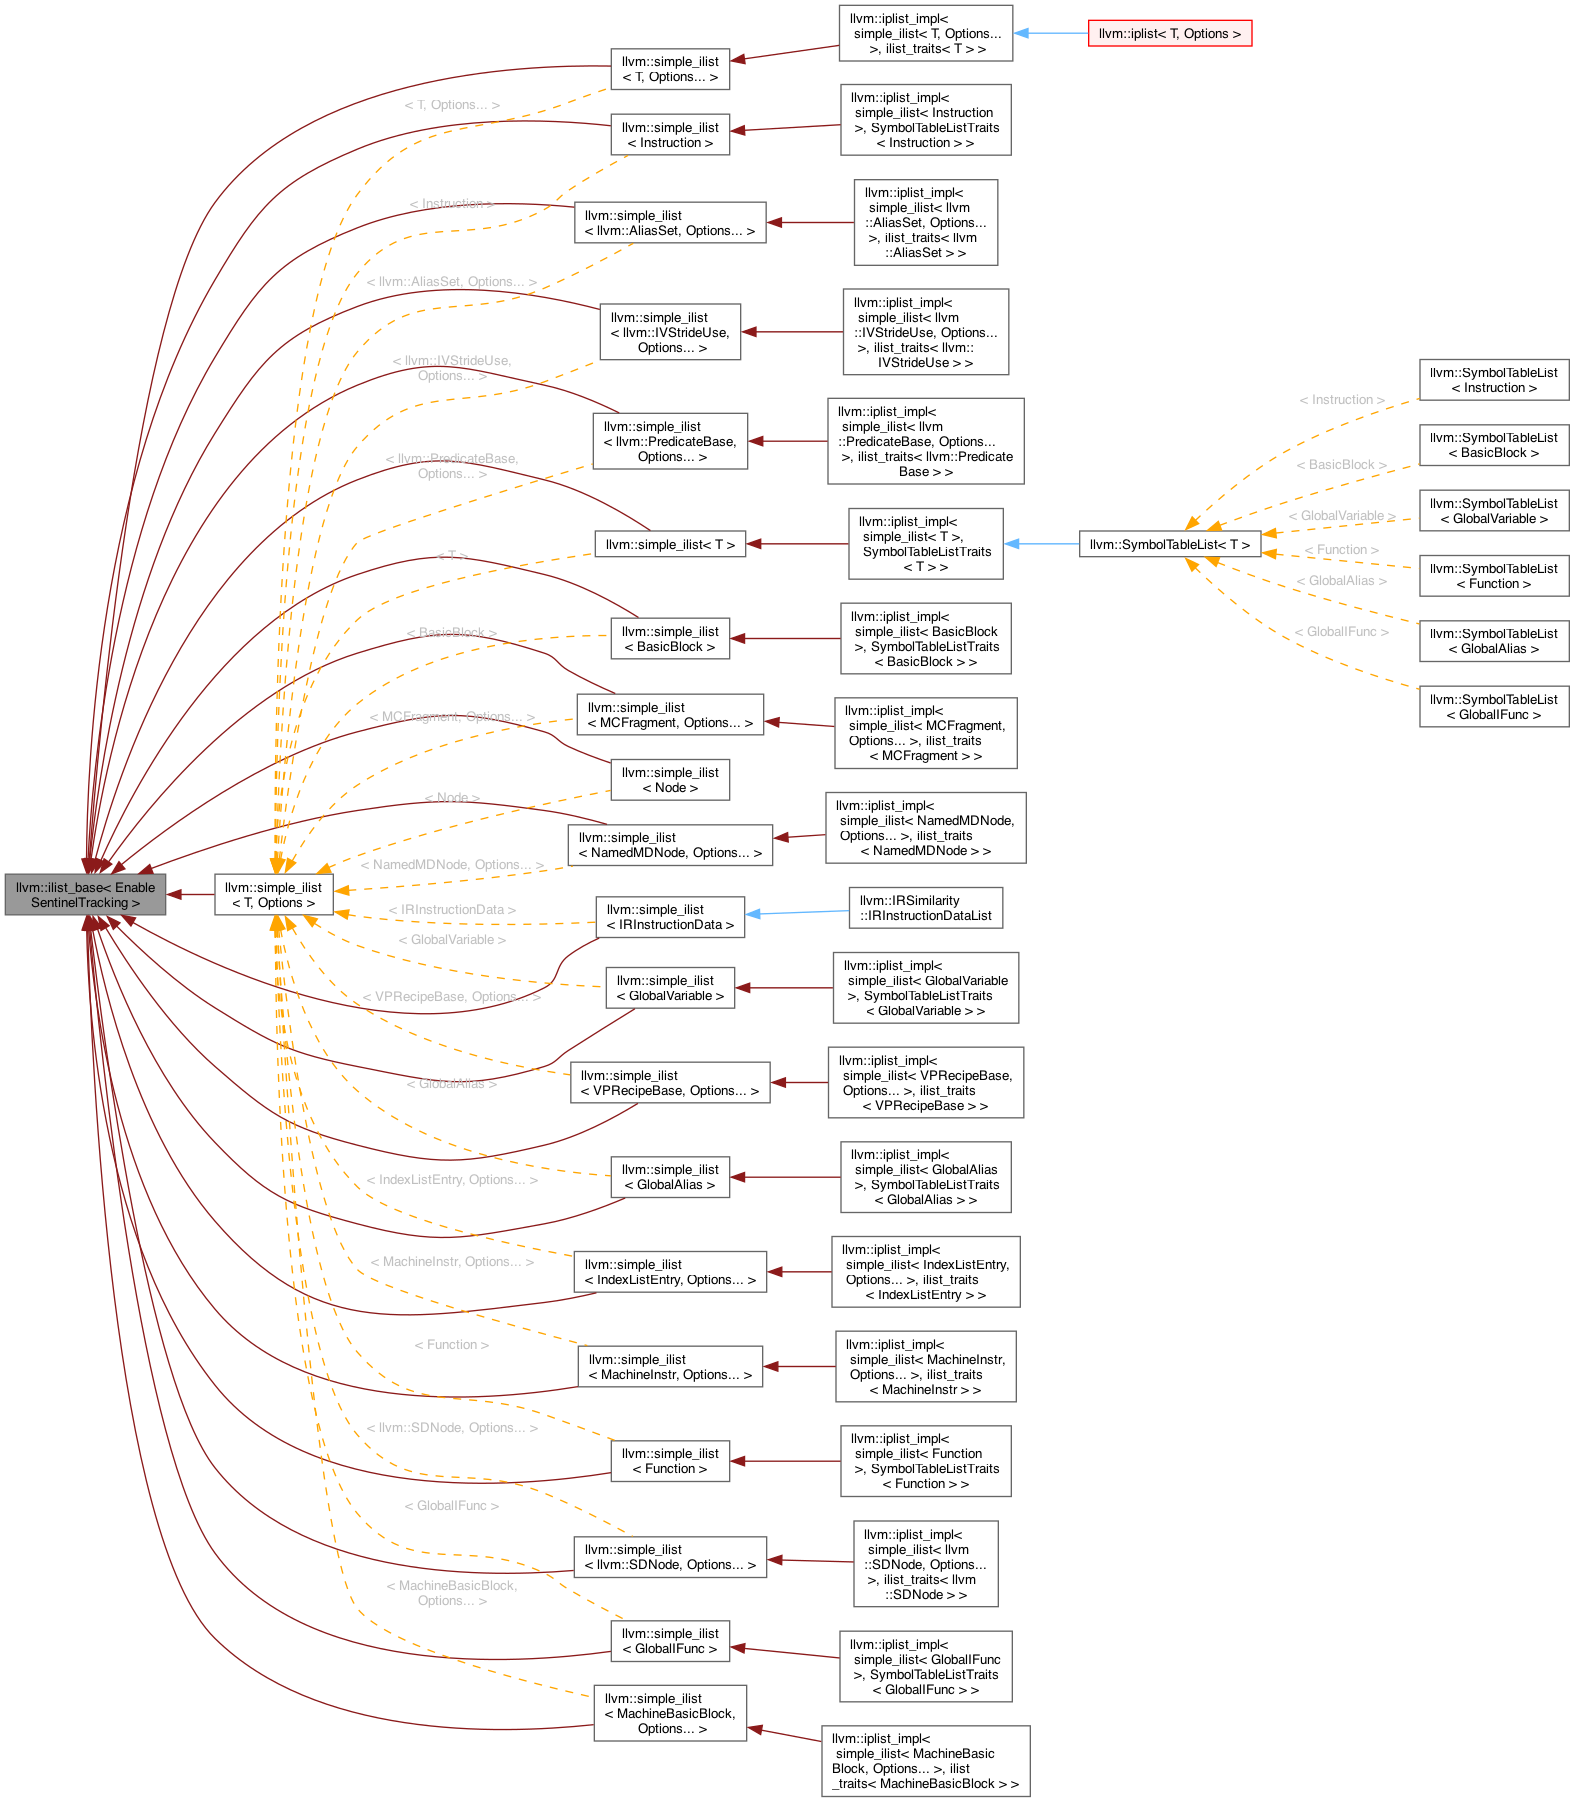 llvm::ilist_base< Enable
SentinelTracking >
llvm::simple_ilist
< T, Options >
< T, Options... >
< Instruction >
< llvm::AliasSet, Options... >
< llvm::IVStrideUse,
Options... >
< llvm::PredicateBase,
Options... >
< T >
< BasicBlock >
< MCFragment, Options... >
< Node >
< NamedMDNode, Options... >
< IRInstructionData >
< GlobalVariable >
< VPRecipeBase, Options... >
< GlobalAlias >
< IndexListEntry, Options... >
< MachineInstr, Options... >
< Function >
< llvm::SDNode, Options... >
< GlobalIFunc >
< MachineBasicBlock,
Options... >
llvm::simple_ilist
< T, Options... >
llvm::simple_ilist
< Instruction >
llvm::simple_ilist
< llvm::AliasSet, Options... >
llvm::simple_ilist
< llvm::IVStrideUse,
Options... >
llvm::simple_ilist
< llvm::PredicateBase,
Options... >
llvm::simple_ilist< T >
llvm::simple_ilist
< BasicBlock >
llvm::simple_ilist
< MCFragment, Options... >
llvm::simple_ilist
< Node >
llvm::simple_ilist
< NamedMDNode, Options... >
llvm::simple_ilist
< IRInstructionData >
llvm::simple_ilist
< GlobalVariable >
llvm::simple_ilist
< VPRecipeBase, Options... >
llvm::simple_ilist
< GlobalAlias >
llvm::simple_ilist
< IndexListEntry, Options... >
llvm::simple_ilist
< MachineInstr, Options... >
llvm::simple_ilist
< Function >
llvm::simple_ilist
< llvm::SDNode, Options... >
llvm::simple_ilist
< GlobalIFunc >
llvm::simple_ilist
< MachineBasicBlock,
Options... >
llvm::iplist_impl<
simple_ilist< T, Options...
>, ilist_traits< T > >
llvm::iplist_impl<
simple_ilist< Instruction
>, SymbolTableListTraits
< Instruction > >
llvm::iplist_impl<
simple_ilist< llvm
::AliasSet, Options...
>, ilist_traits< llvm
::AliasSet > >
llvm::iplist_impl<
simple_ilist< llvm
::IVStrideUse, Options...
>, ilist_traits< llvm::
IVStrideUse > >
llvm::iplist_impl<
simple_ilist< llvm
::PredicateBase, Options...
>, ilist_traits< llvm::Predicate
Base > >
llvm::iplist_impl<
simple_ilist< T >,
SymbolTableListTraits
< T > >
llvm::iplist_impl<
simple_ilist< BasicBlock
>, SymbolTableListTraits
< BasicBlock > >
llvm::iplist_impl<
simple_ilist< MCFragment,
Options... >, ilist_traits
< MCFragment > >
llvm::iplist_impl<
simple_ilist< NamedMDNode,
Options... >, ilist_traits
< NamedMDNode > >
llvm::IRSimilarity
::IRInstructionDataList
llvm::iplist_impl<
simple_ilist< GlobalVariable
>, SymbolTableListTraits
< GlobalVariable > >
llvm::iplist_impl<
simple_ilist< VPRecipeBase,
Options... >, ilist_traits
< VPRecipeBase > >
llvm::iplist_impl<
simple_ilist< GlobalAlias
>, SymbolTableListTraits
< GlobalAlias > >
llvm::iplist_impl<
simple_ilist< IndexListEntry,
Options... >, ilist_traits
< IndexListEntry > >
llvm::iplist_impl<
simple_ilist< MachineInstr,
Options... >, ilist_traits
< MachineInstr > >
llvm::iplist_impl<
simple_ilist< Function
>, SymbolTableListTraits
< Function > >
llvm::iplist_impl<
simple_ilist< llvm
::SDNode, Options...
>, ilist_traits< llvm
::SDNode > >
llvm::iplist_impl<
simple_ilist< GlobalIFunc
>, SymbolTableListTraits
< GlobalIFunc > >
llvm::iplist_impl<
simple_ilist< MachineBasic
Block, Options... >, ilist
_traits< MachineBasicBlock > >
llvm::iplist< T, Options >
llvm::SymbolTableList< T >
< Instruction >
< BasicBlock >
< GlobalVariable >
< Function >
< GlobalAlias >
< GlobalIFunc >
llvm::SymbolTableList
< Instruction >
llvm::SymbolTableList
< BasicBlock >
llvm::SymbolTableList
< GlobalVariable >
llvm::SymbolTableList
< Function >
llvm::SymbolTableList
< GlobalAlias >
llvm::SymbolTableList
< GlobalIFunc >